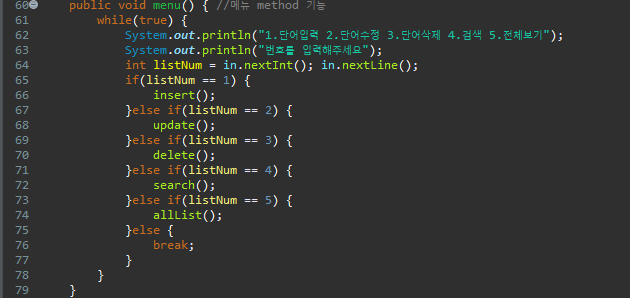 60 public void menu() { //메뉴 method 기능
61 while(true) {
62 System.out.println("1.단어입력 2.단어수정 3.단어삭제 4.검색 5.전체보기");
63 System.out.println("번호를 입력해주세요");
64 int listNum = in.nextInt(); in.nextLine();
65 if(listNum == 1) {
66 insert();
67 }else if(listNum == 2) {
68 update();
69 }else if(listNum == 3) {
70 delete();
71 }else if(listNum == 4) {
72 search();
73 }else if(listNum == 5) {
74 allList();
75 }else {
76 break;
77 }
78 }
79 }